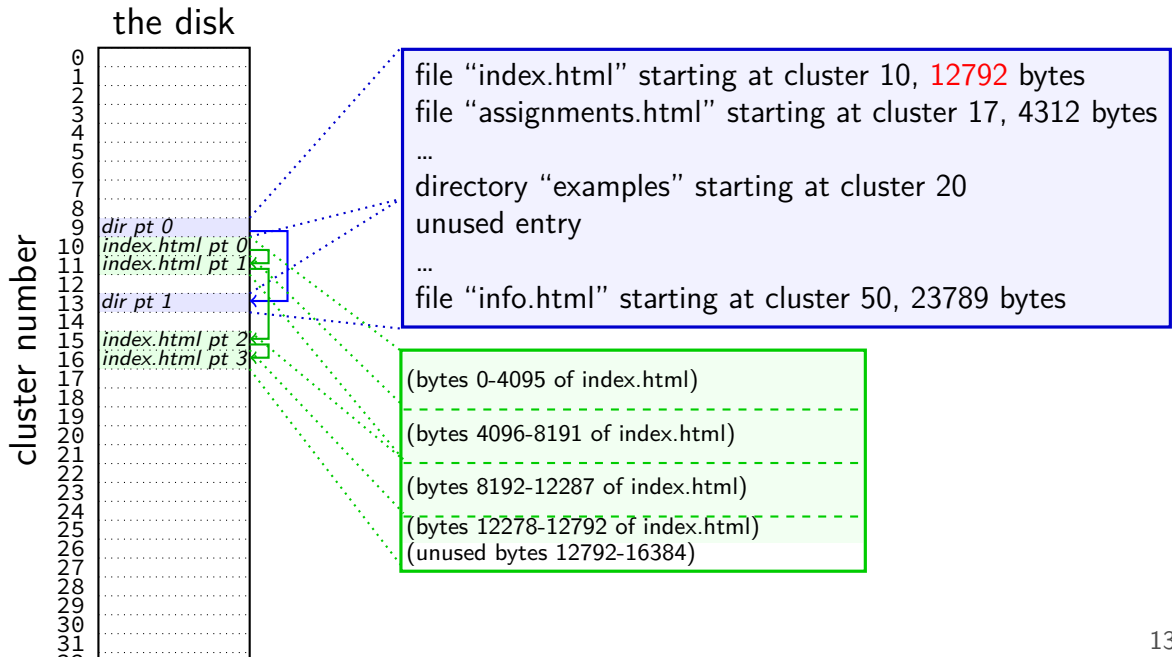 the disk
cluster number
0
1
2
3
4
5
6
7
8
9
10
11
12
13
14
15
16
17
18
19
20
21
22
23
24
25
26
27
28
29
30
31
dir pt 0
index.html pt 0
index.html pt 1
dir pt 1
index.html pt 2
index.html pt 3
file “index.html” starting at cluster 10, 12792 bytes
file “assignments.html” starting at cluster 17, 4312 bytes
…
directory “examples” starting at cluster 20
unused entry
…
file “info.html” starting at cluster 50, 23789 bytes
(bytes 0-4095 of index.html)
(bytes 4096-8191 of index.html)
(bytes 8192-12287 of index.html)
(bytes 12278-12792 of index.html)
(unused bytes 12792-16384)
13